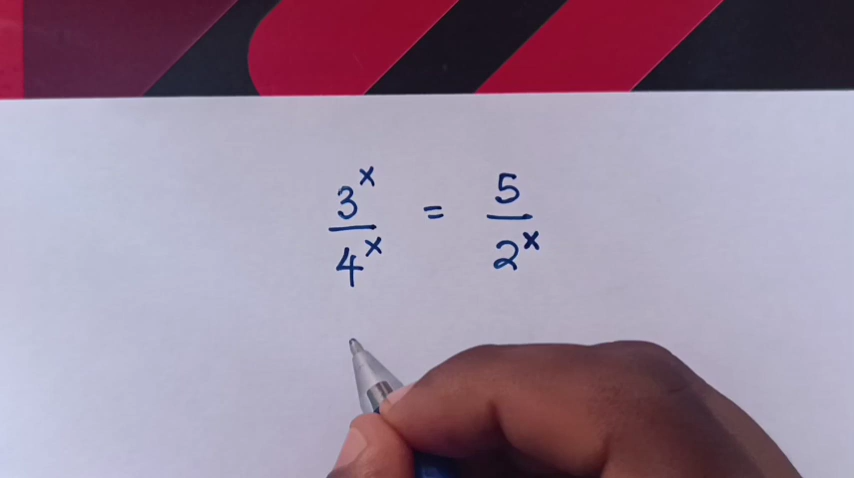 3^x / 4^x = 5 / 2^x